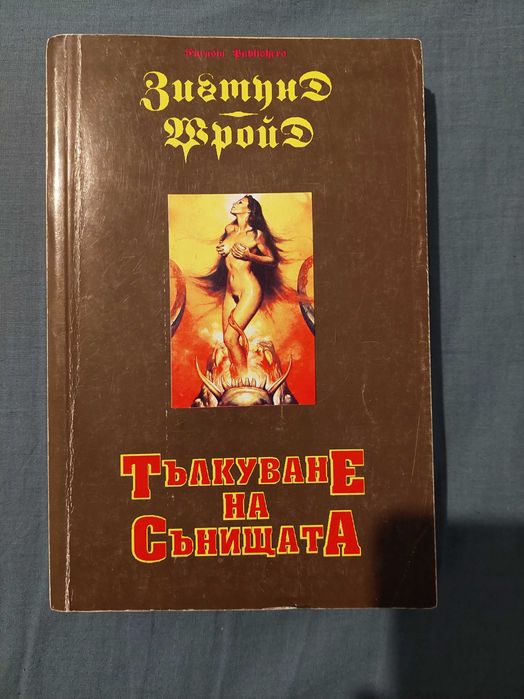 Зигмунд
Фройд
Тълкуване
на
Сънищата